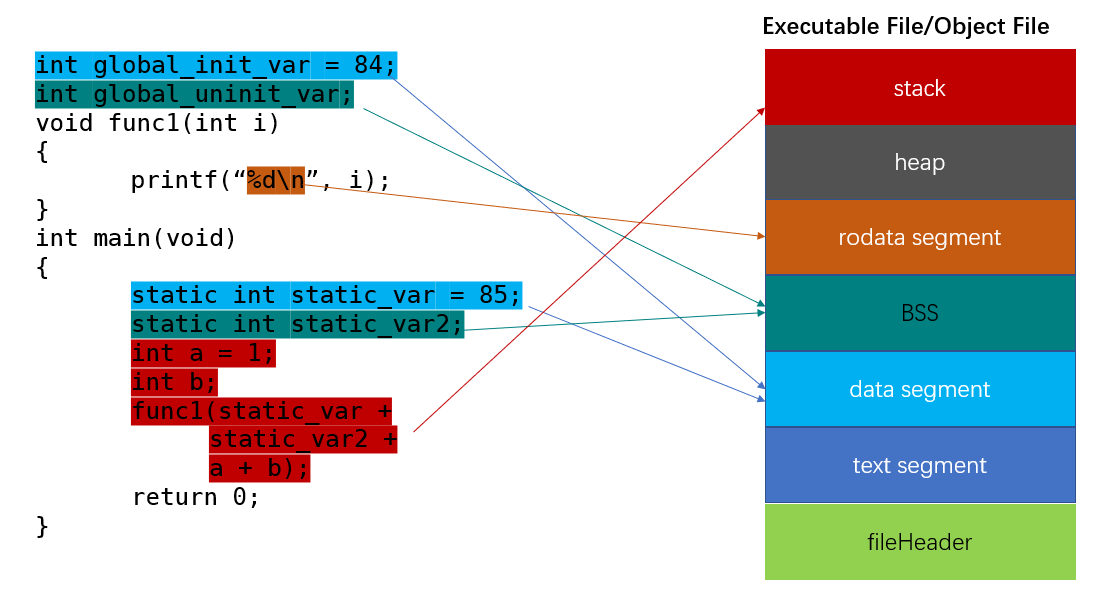 Executable File/Object File
int global_init_var = 84;
int global_uninit_var;
void func1(int i)
{
printf(“%d\n”, i);
}
int main(void)
{
static int static_var = 85;
static int static_var2;
int a = 1;
int b;
func1(static_var +
static_var2 +
a + b);
return 0;
}
stack
heap
rodata segment
BSS
data segment
text segment
fileHeader